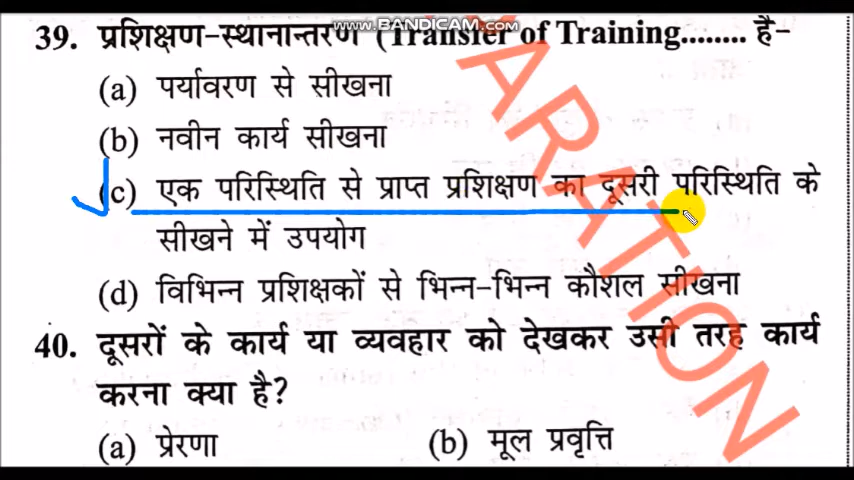 WWW.BANDICAM.COM
39. प्रशिक्षण-स्थानान्तरण (Transfer of Training........ है-
(a) पर्यावरण से सीखना
(b) नवीन कार्य सीखना
(c) एक परिस्थिति से प्राप्त प्रशिक्षण का दूसरी परिस्थिति के
सीखने में उपयोग
(d) विभिन्न प्रशिक्षकों से भिन्न-भिन्न कौशल सीखना
40. दूसरों के कार्य या व्यवहार को देखकर उसी तरह कार्य
करना क्या है?
(a) प्रेरणा (b) मूल प्रवृत्ति
ARATION